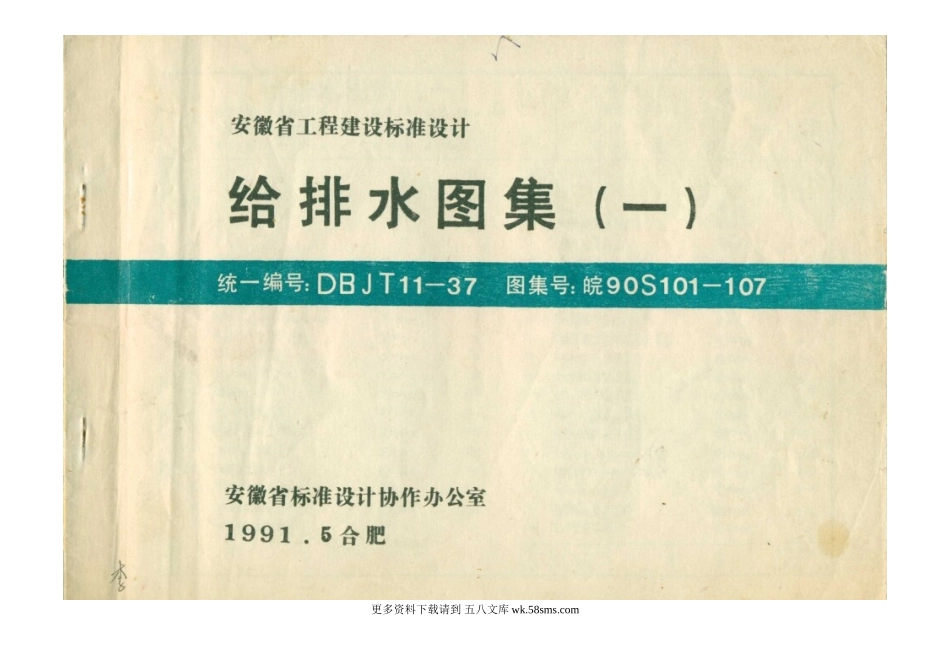 安徽省工程建设标准设计
给排水图集(一)
统一编号:DBJT11—37 图集号:皖90S101—107
安徽省标准设计协作办公室
1991.5合肥
李
更多资料下载请到 五八文库 wk.58sms.com